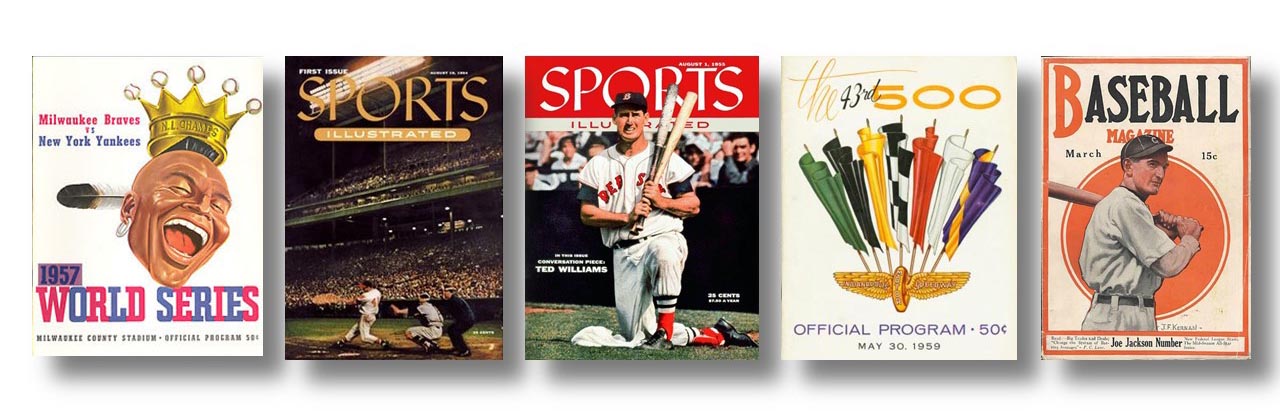 N.L. CHAMPS
Milwaukee Braves
VS
New York Yankees
1957
WORLD SERIES
MILWAUKEE COUNTY STADIUM · OFFICIAL PROGRAM 50¢
FIRST ISSUE
AUGUST 16, 1954
SPORTS
ILLUSTRATED
25 CENTS
AUGUST 1, 1955
SPORTS
ILLUSTRATED
RED SOX
IN THIS ISSUE
CONVERSATION PIECE:
TED WILLIAMS
25 CENTS
$7.50 A YEAR
the 43rd 500
INDIANAPOLIS SPEEDWAY
OFFICIAL PROGRAM · 50¢
MAY 30, 1959
BASEBALL
MAGAZINE
March 15c
C
J.F. KERNAN
Joe Jackson Number